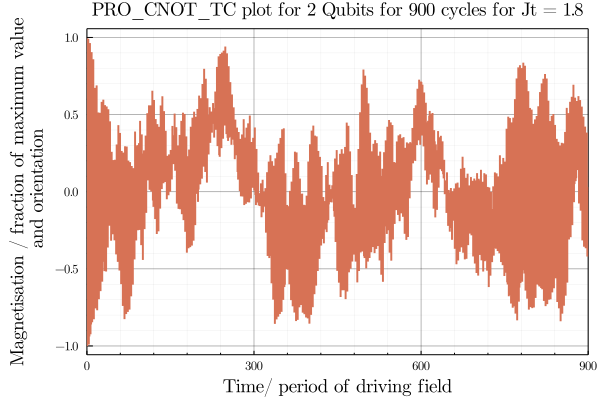 PRO_CNOT_TC plot for 2 Qubits for 900 cycles for Jt = 1.8
Magnetisation / fraction of maximum value
and orientation
1.0
0.5
0.0
−0.5
−1.0
0
300
600
900
Time/ period of driving field